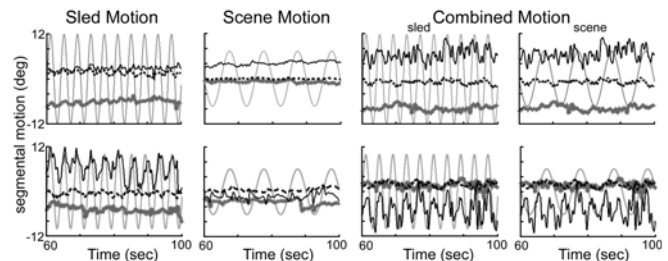 Sled Motion Scene Motion Combined Motion
sled scene
segmental motion (deg)
12
-12
12
-12
60 100 60 100 60 100 60 100
Time (sec) Time (sec) Time (sec) Time (sec)